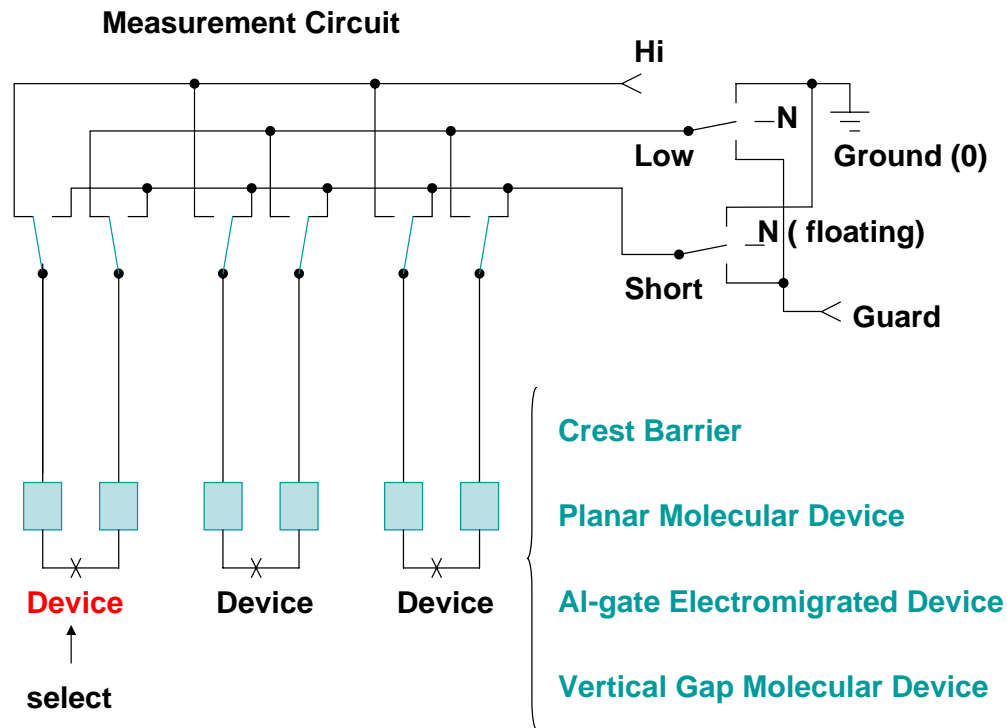 Measurement Circuit
Hi
N
Low
Ground (0)
N ( floating)
Short
Guard
Crest Barrier
Planar Molecular Device
Al-gate Electromigrated Device
Vertical Gap Molecular Device
Device Device Device
select